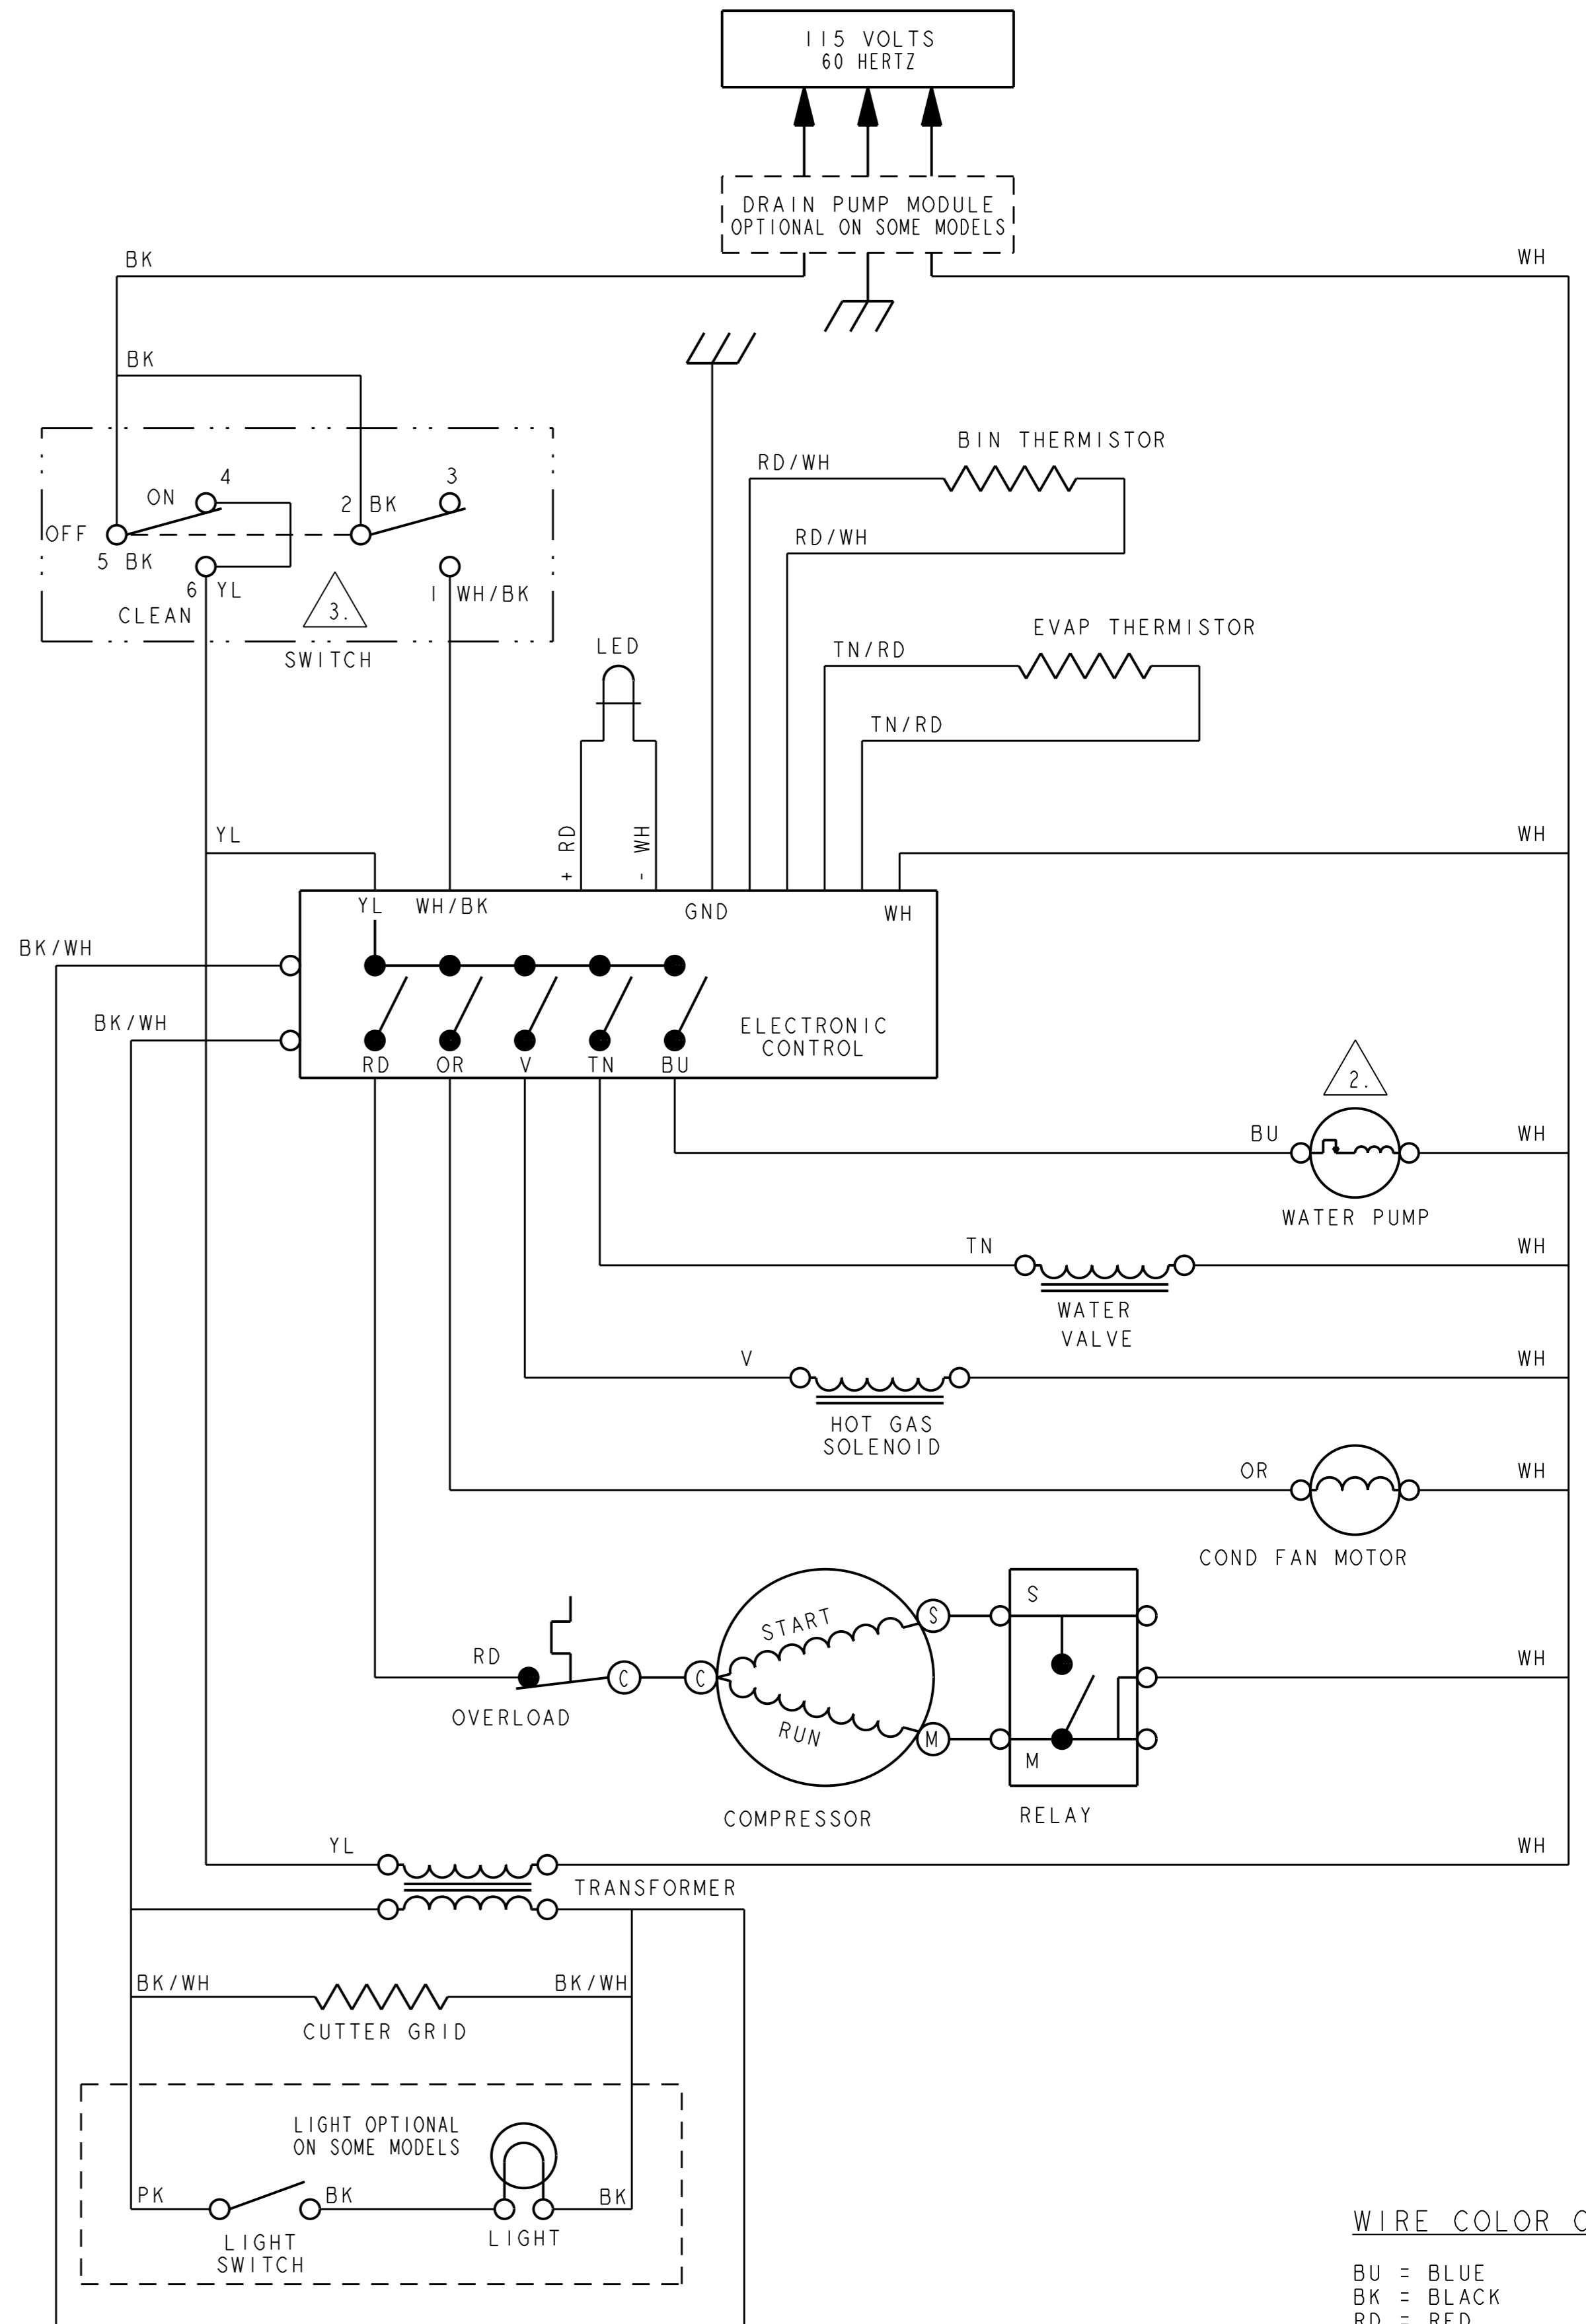 115 VOLTS
60 HERTZ
DRAIN PUMP MODULE
OPTIONAL ON SOME MODELS
BK
WH
BK
BIN THERMISTOR
RD/WH
RD/WH
4
3
ON
2 BK
OFF
5 BK
6 YL
1 WH/BK
CLEAN
3.
SWITCH
EVAP THERMISTOR
TN/RD
TN/RD
LED
+ RD
- WH
YL
WH
YL
WH/BK
GND
WH
BK/WH
BK/WH
ELECTRONIC
CONTROL
RD
OR
V
TN
BU
2.
BU
WH
WATER PUMP
TN
WH
WATER
VALVE
V
WH
HOT GAS
SOLENOID
OR
WH
COND FAN MOTOR
START
S
S
RD
C
C
WH
OVERLOAD
RUN
M
M
COMPRESSOR
RELAY
YL
WH
TRANSFORMER
BK/WH
BK/WH
CUTTER GRID
LIGHT OPTIONAL
ON SOME MODELS
PK
BK
BK
LIGHT
SWITCH
LIGHT
WIRE COLOR
BU = BLUE
BK = BLACK
RD = RED